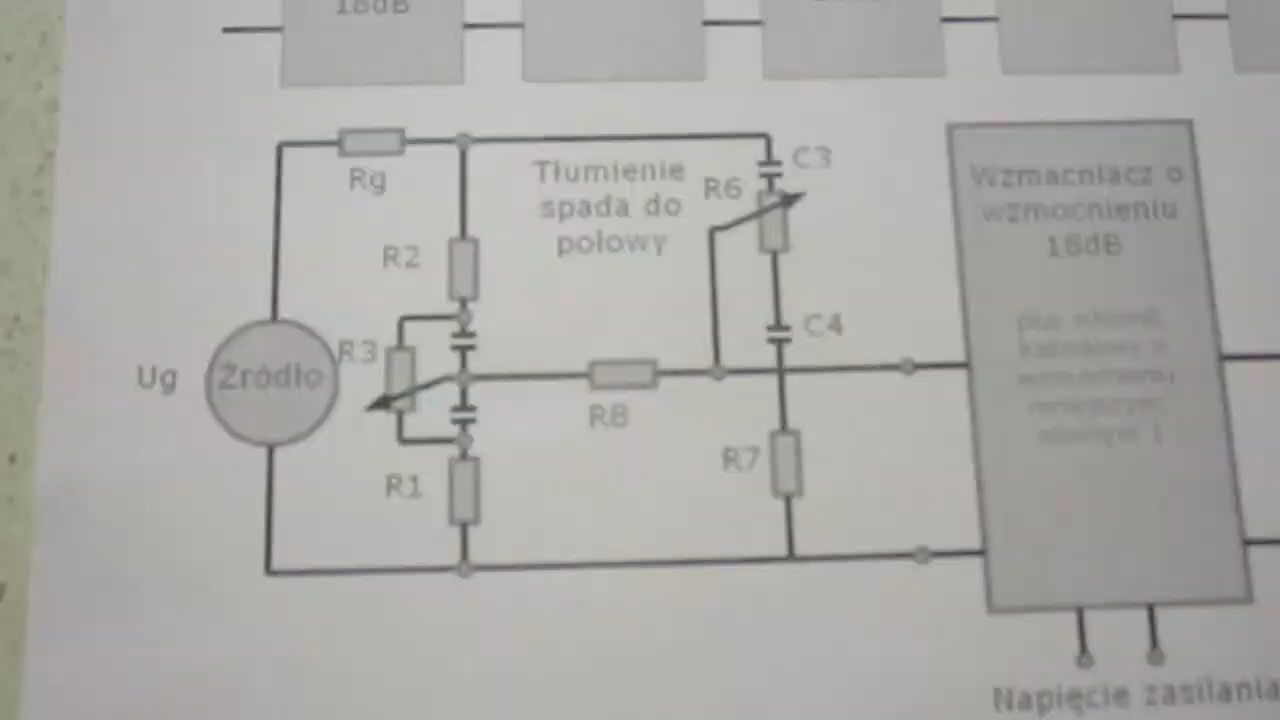 18dB
Rg
Tłumienie
spada do
połowy
C3
R6
Wzmacniacz o
wzmocnieniu
18dB
R2
R3
C4
Ug
Źródło
R8
R7
R1
Napięcie zasilania